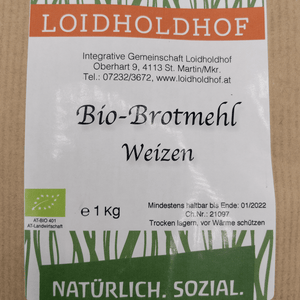 LOIDHOLDHOF
Integrative Gemeinschaft Loidholdhof
Oberhart 9, 4113 St. Martin/Mkr.
Tel.: 07232/3672, www.loidholdhof.at
Bio-Brotmehl
Weizen
AT-BIO 401
AT-Landwirtschaft
℮ 1 Kg
Mindestens haltbar bis Ende: 01/2022
Ch.Nr.: 21097
Trocken lagern, vor Wärme schützen
NATÜRLICH. SOZIAL.